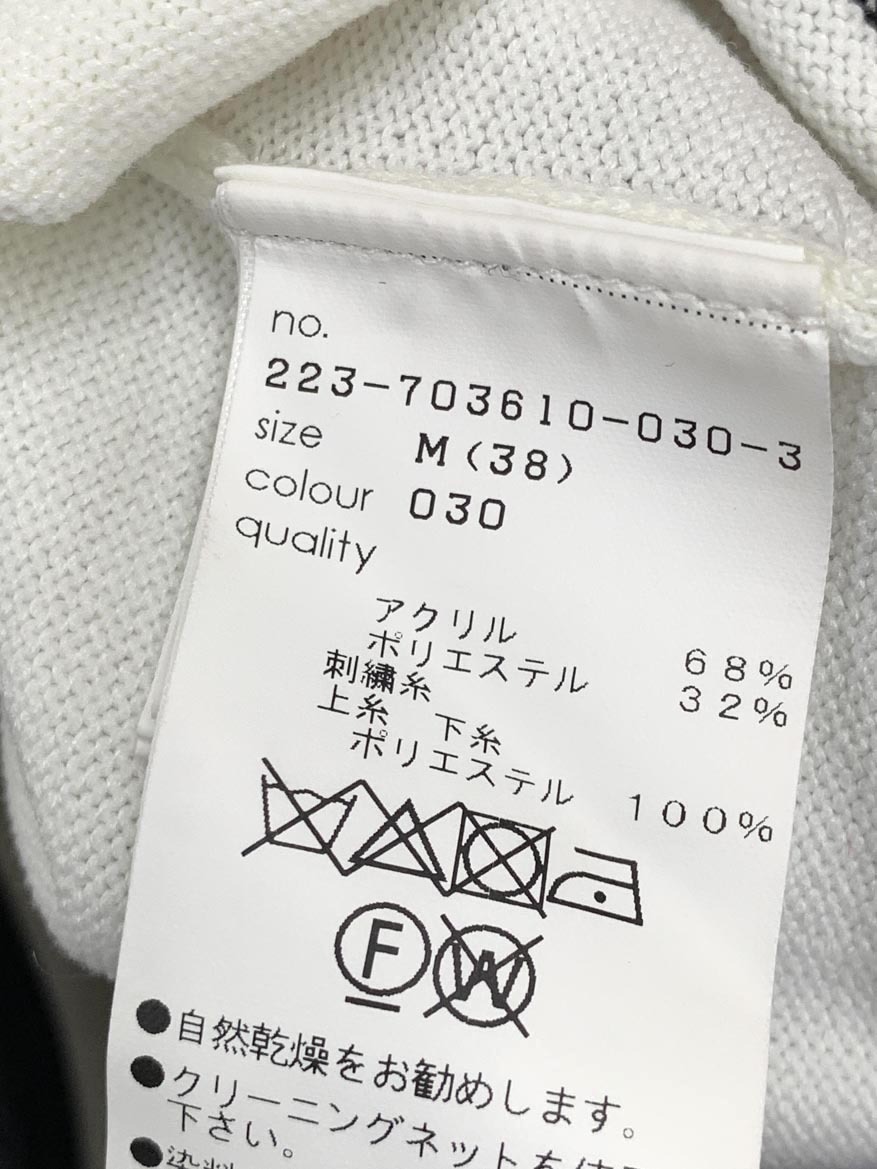 no.
223-703610-030-3
size M(38)
colour 030
quality
アクリル 68%
ポリエステル 32%
刺繍糸
上糸 下糸
ポリエステル 100%
F W
●自然乾燥をお勧めします。
●クリーニングネットを
下さい。
●染料